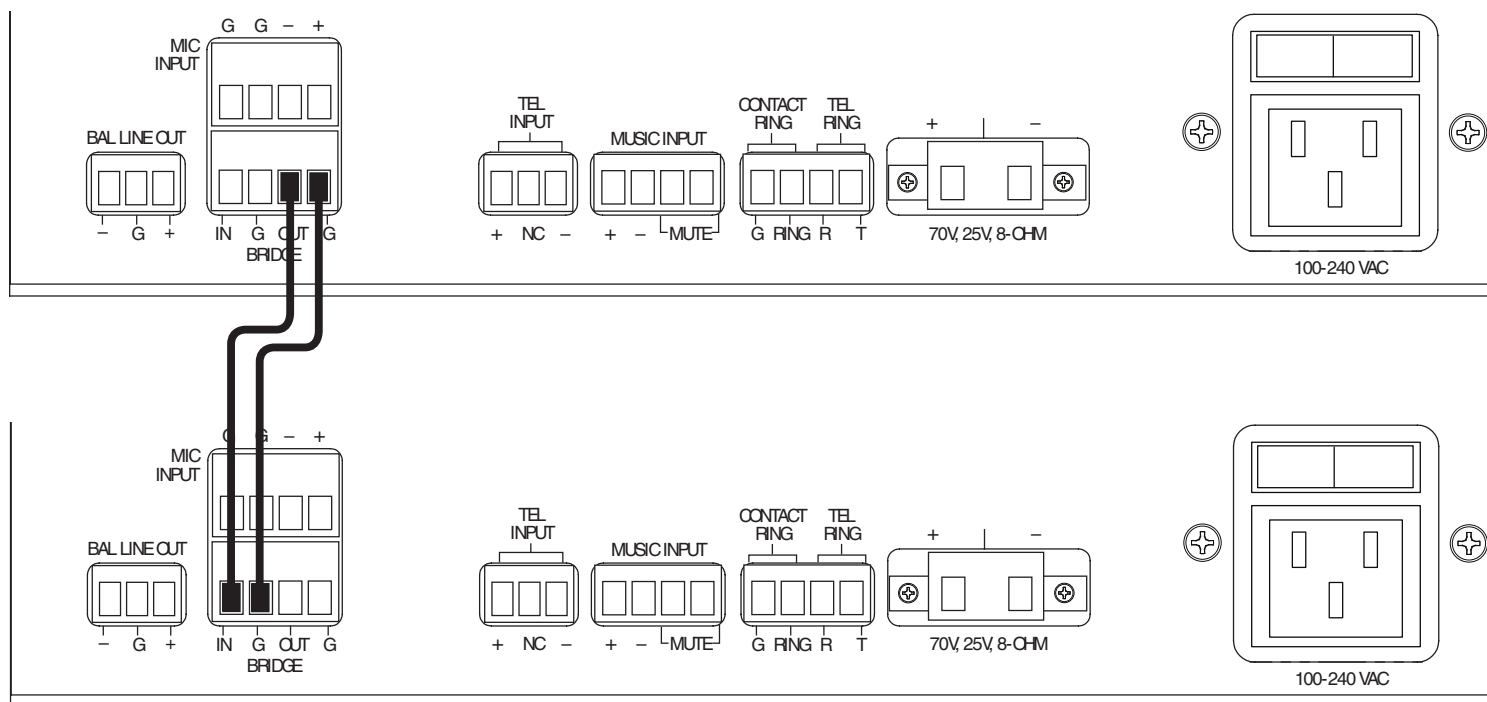 G G – +
MIC
INPUT
BAL LINE OUT
– G +
IN G OUT G
BRIDGE
TEL
INPUT
+ NC –
MUSIC INPUT
+ – MUTE
CONTACT
RING
TEL
RING
G RING R T
+ –
70V, 25V, 8-OHM
100-240 VAC
G G – +
MIC
INPUT
BAL LINE OUT
– G +
IN G OUT G
BRIDGE
TEL
INPUT
+ NC –
MUSIC INPUT
+ – MUTE
CONTACT
RING
TEL
RING
G RING R T
+ –
70V, 25V, 8-OHM
100-240 VAC